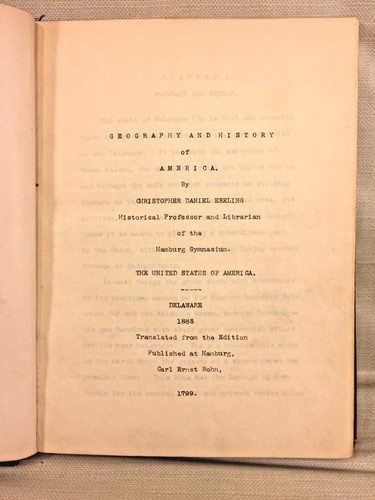 GEOGRAPHY AND HISTORY
of
AMERICA.
By
CHRISTOPHER DANIEL EBELING
Historical Professor and Librarian
of the
Hamburg Gymnasium.
THE UNITED STATES OF AMERICA.
-----
DELAWARE
1883
Translated from the Edition
Published at Hamburg,
Carl Ernst Bohn,
1799.